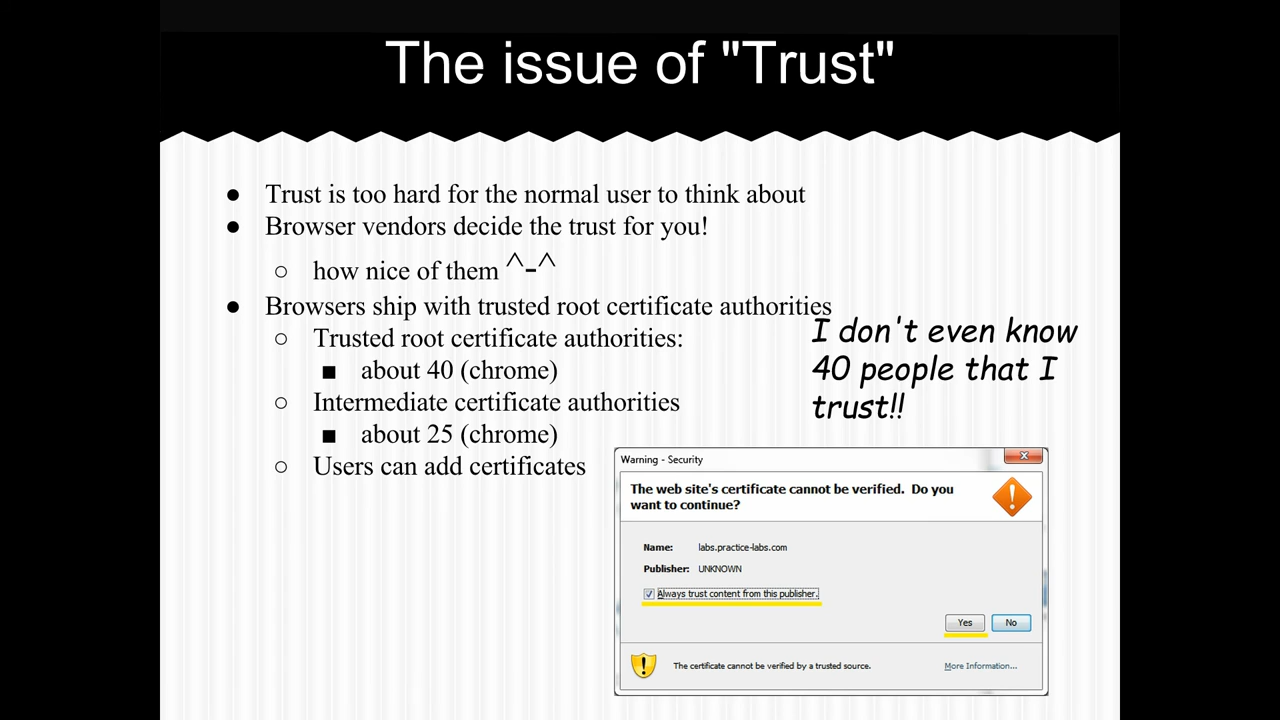 The issue of "Trust"
● Trust is too hard for the normal user to think about
● Browser vendors decide the trust for you!
○ how nice of them ^-^
● Browsers ship with trusted root certificate authorities
○ Trusted root certificate authorities:
■ about 40 (chrome)
○ Intermediate certificate authorities
■ about 25 (chrome)
○ Users can add certificates
I don't even know
40 people that I
trust!!
Warning - Security
The web site's certificate cannot be verified. Do you
want to continue?
Name: labs.practice-labs.com
Publisher: UNKNOWN
Always trust content from this publisher.
Yes No
The certificate cannot be verified by a trusted source. More Information...